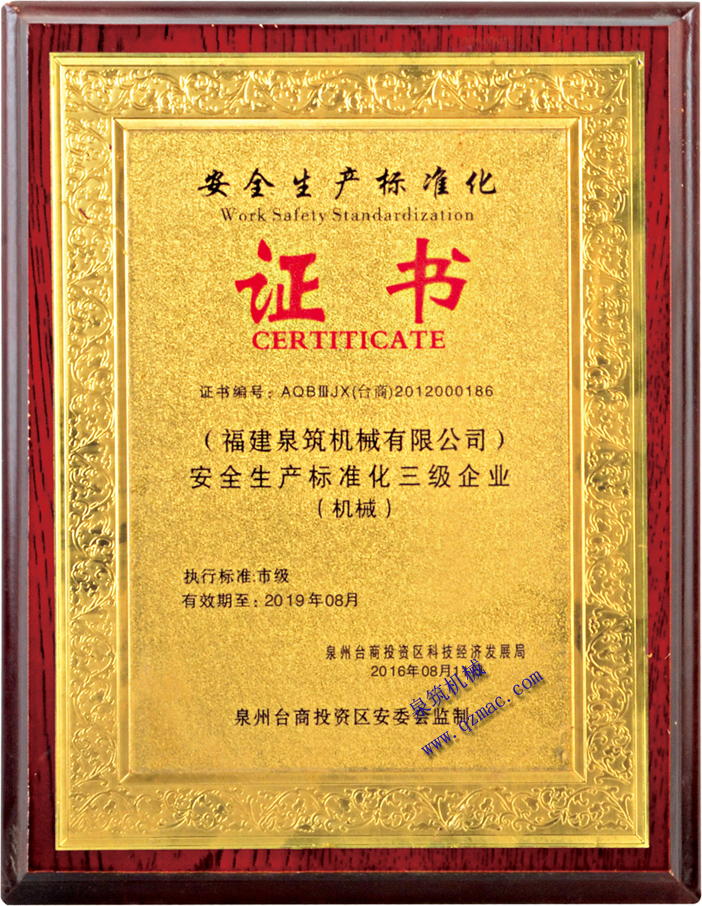 安全生产标准化
Work Safety Standardization
证书
CERTITICATE
证书编号：AQBⅢJX(台商)2012000186
（福建泉筑机械有限公司）
安全生产标准化三级企业
（机械）
执行标准:市级
有效期至：2019年08月
泉州台商投资区科技经济发展局
2016年08月1
泉州台商投资区安委会监制
泉筑机械
www.qzmac.com